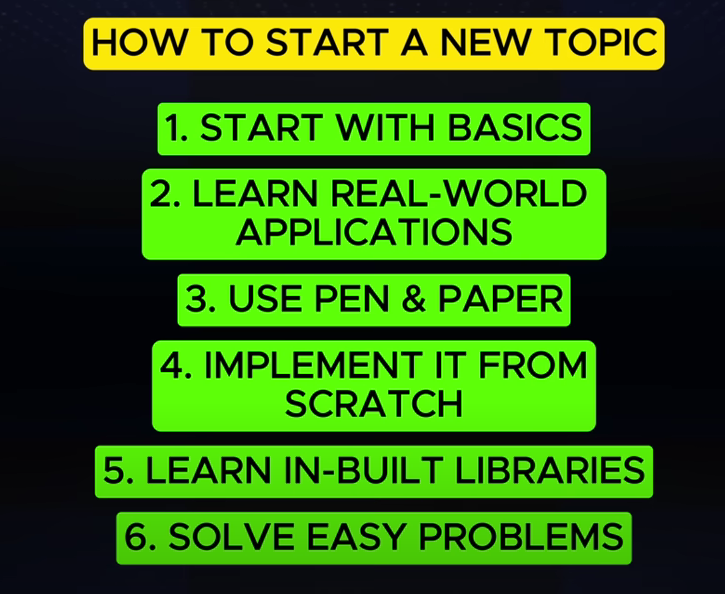 HOW TO START A NEW TOPIC
1. START WITH BASICS
2. LEARN REAL-WORLD
APPLICATIONS
3. USE PEN & PAPER
4. IMPLEMENT IT FROM
SCRATCH
5. LEARN IN-BUILT LIBRARIES
6. SOLVE EASY PROBLEMS